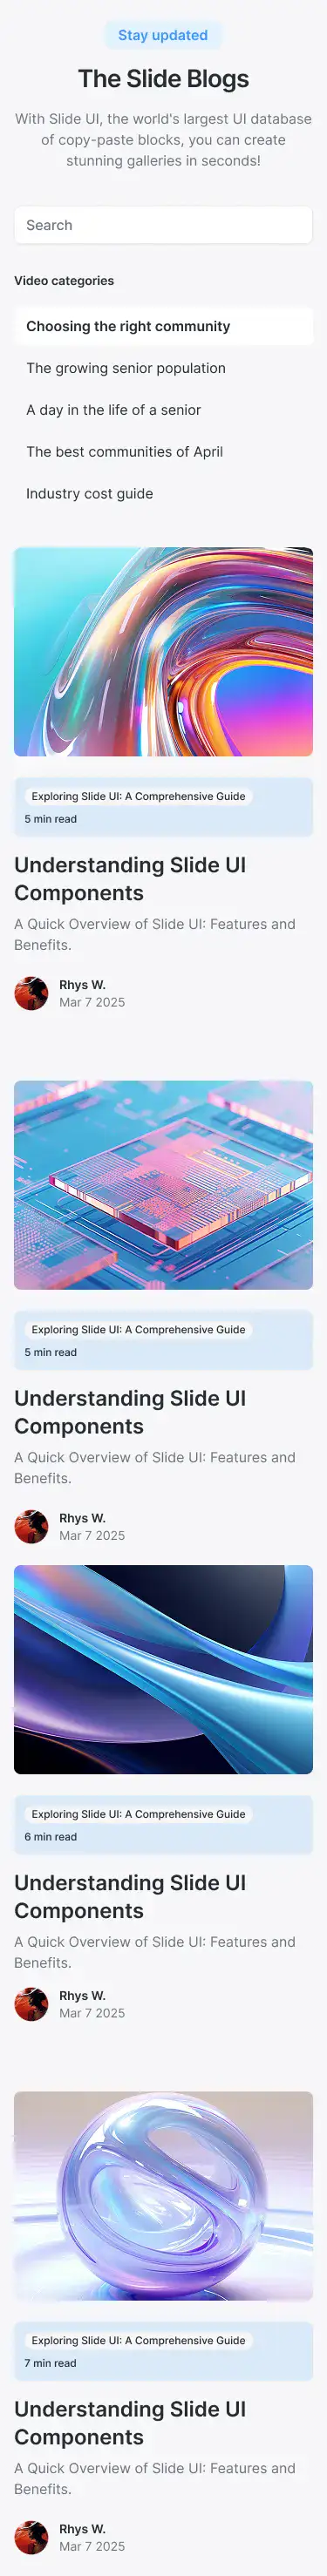 Stay updated
The Slide Blogs
With Slide UI, the world's largest UI database
of copy-paste blocks, you can create
stunning galleries in seconds!
Search
Video categories
Choosing the right community
The growing senior population
A day in the life of a senior
The best communities of April
Industry cost guide
Exploring Slide UI: A Comprehensive Guide
5 min read
Understanding Slide UI
Components
A Quick Overview of Slide UI: Features and
Benefits.
Rhys W.
Mar 7 2025
Exploring Slide UI: A Comprehensive Guide
5 min read
Understanding Slide UI
Components
A Quick Overview of Slide UI: Features and
Benefits.
Rhys W.
Mar 7 2025
Exploring Slide UI: A Comprehensive Guide
6 min read
Understanding Slide UI
Components
A Quick Overview of Slide UI: Features and
Benefits.
Rhys W.
Mar 7 2025
Exploring Slide UI: A Comprehensive Guide
7 min read
Understanding Slide UI
Components
A Quick Overview of Slide UI: Features and
Benefits.
Rhys W.
Mar 7 2025